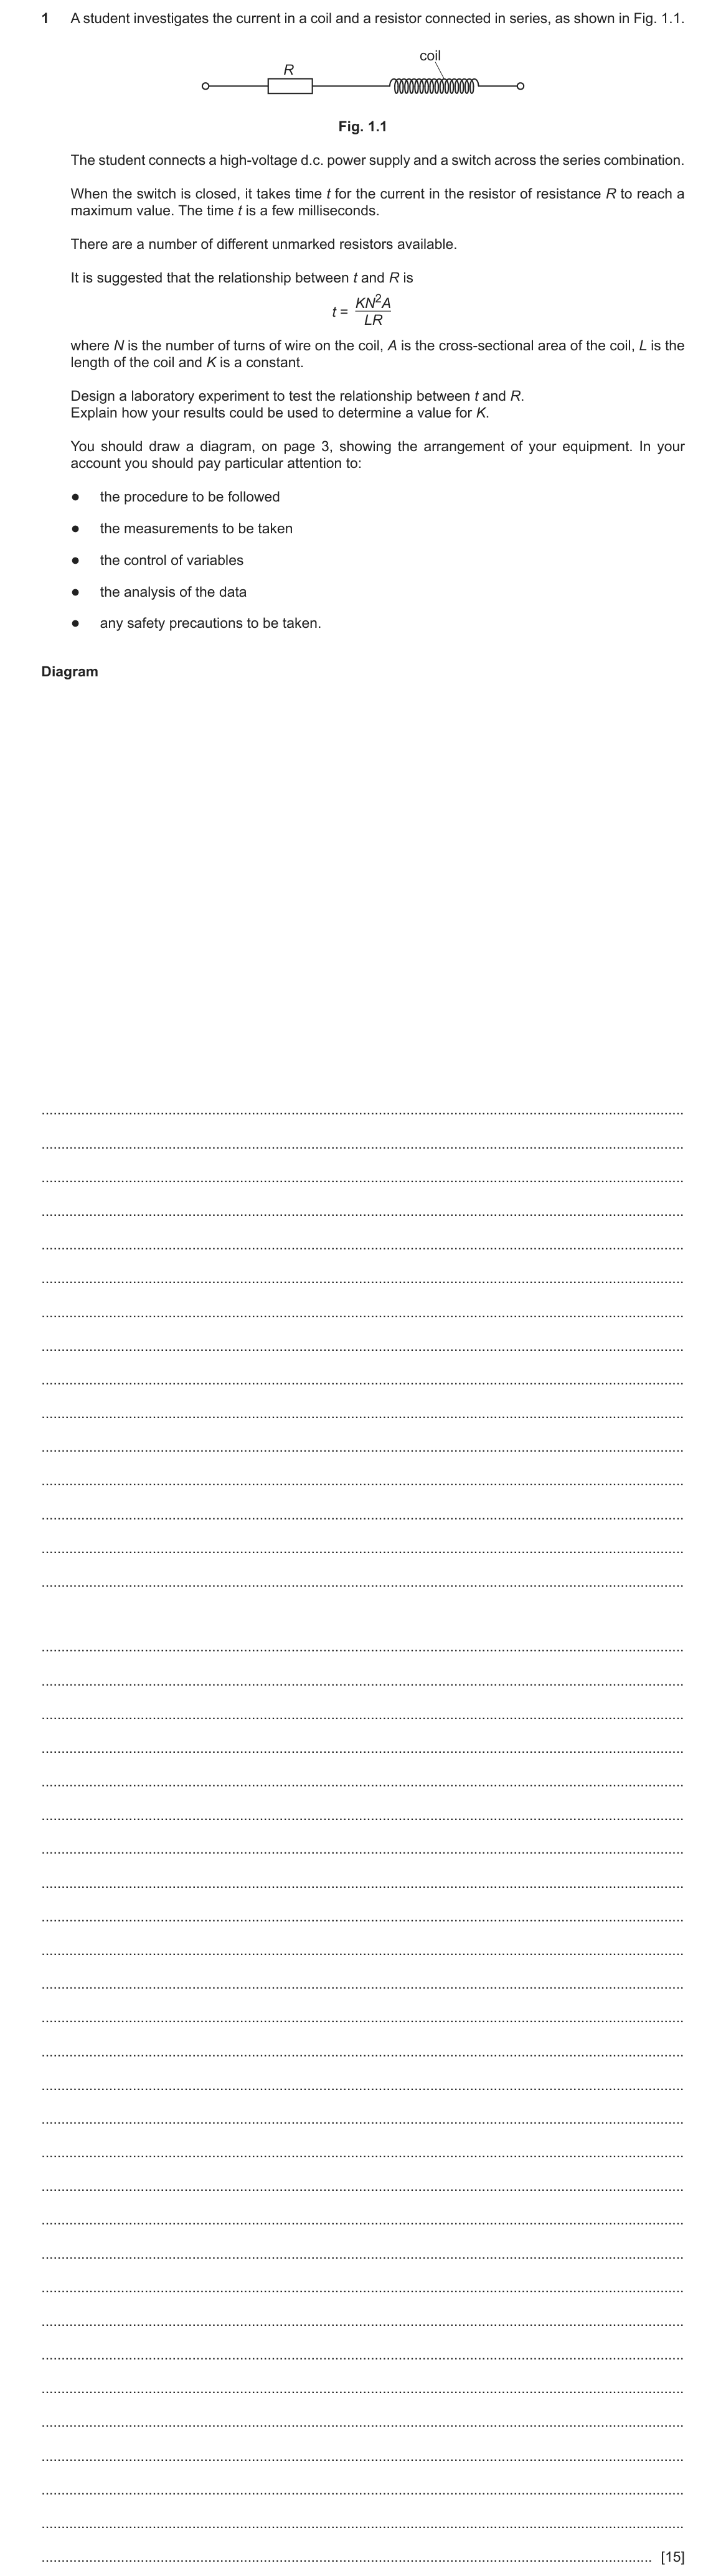 1 A student investigates the current in a coil and a resistor connected in series, as shown in Fig. 1.1.
coil
R
Fig. 1.1
The student connects a high-voltage d.c. power supply and a switch across the series combination.
When the switch is closed, it takes time t for the current in the resistor of resistance R to reach a
maximum value. The time t is a few milliseconds.
There are a number of different unmarked resistors available.
It is suggested that the relationship between t and R is
t = KN²A / LR
where N is the number of turns of wire on the coil, A is the cross-sectional area of the coil, L is the
length of the coil and K is a constant.
Design a laboratory experiment to test the relationship between t and R.
Explain how your results could be used to determine a value for K.
You should draw a diagram, on page 3, showing the arrangement of your equipment. In your
account you should pay particular attention to:
● the procedure to be followed
● the measurements to be taken
● the control of variables
● the analysis of the data
● any safety precautions to be taken.
Diagram
[15]